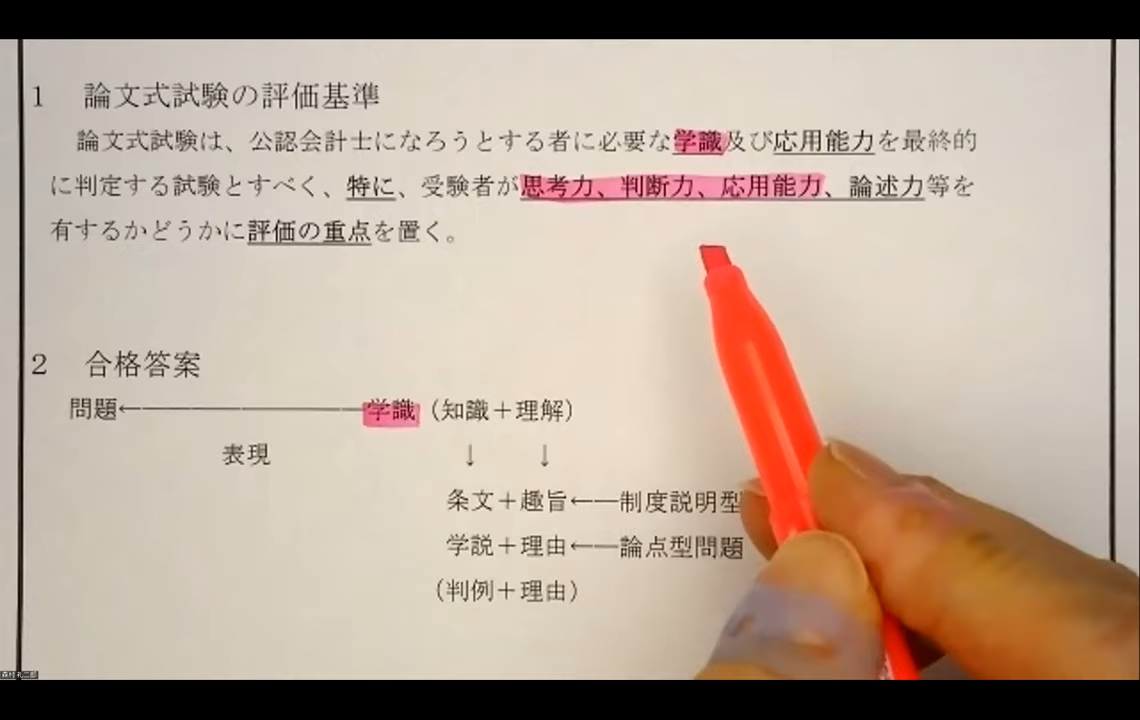 1 論文式試験の評価基準
論文式試験は、公認会計士になろうとする者に必要な学識及び応用能力を最終的
に判定する試験とすべく、特に、受験者が思考力、判断力、応用能力、論述力等を
有するかどうかに評価の重点を置く。
2 合格答案
問題←――――――――――学識（知識＋理解）
表現 ↓ ↓
条文＋趣旨←―制度説明型
学説＋理由←―論点型問題
（判例＋理由）